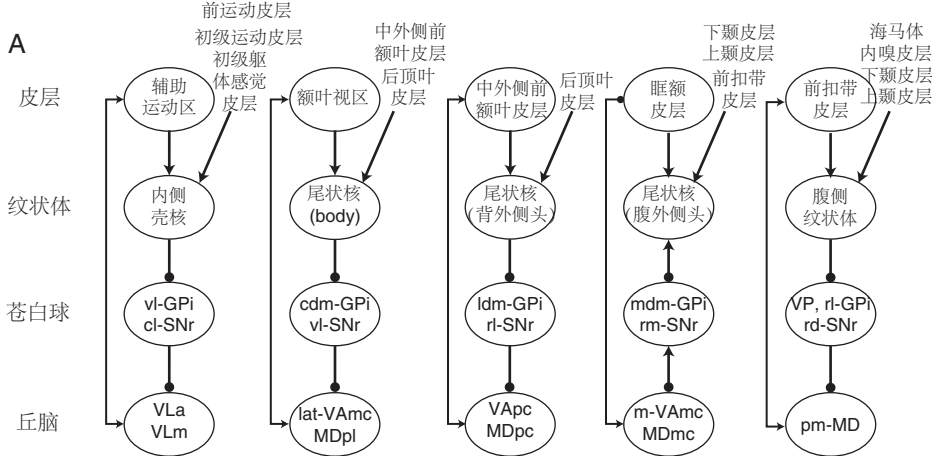 A
前运动皮层
初级运动皮层
初级躯
体感觉
皮层
中外侧前
额叶皮层
后顶叶
皮层
后顶叶
皮层
下颞皮层
上颞皮层
前扣带
皮层
海马体
内嗅皮层
下颞皮层
上颞皮层
皮层
辅助
运动区
额叶视区
中外侧前
额叶皮层
眶额
皮层
前扣带
皮层
纹状体
内侧
壳核
尾状核
(body)
尾状核
(背外侧头)
尾状核
(腹外侧头)
腹侧
纹状体
苍白球
vl-GPi
cl-SNr
cdm-GPi
vl-SNr
ldm-GPi
rl-SNr
mdm-GPi
rm-SNr
VP, rl-GPi
rd-SNr
丘脑
VLa
VLm
lat-VAmc
MDpl
VApc
MDpc
m-VAmc
MDmc
pm-MD